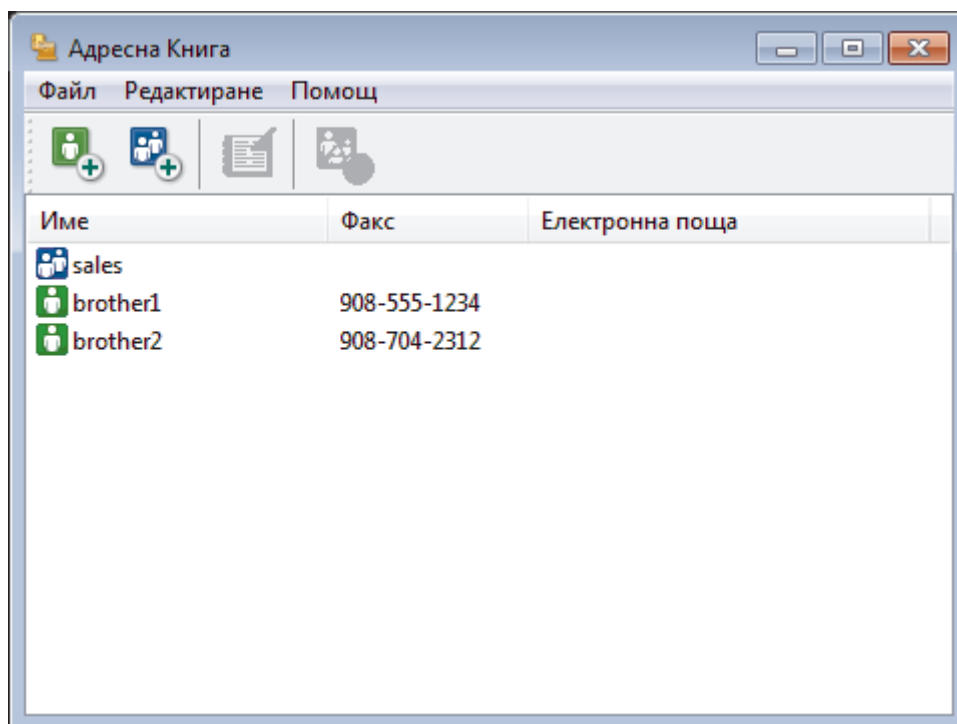 Адресна Книга
Файл Редактиране Помощ
Име Факс Електронна поща
sales
brother1 908-555-1234
brother2 908-704-2312